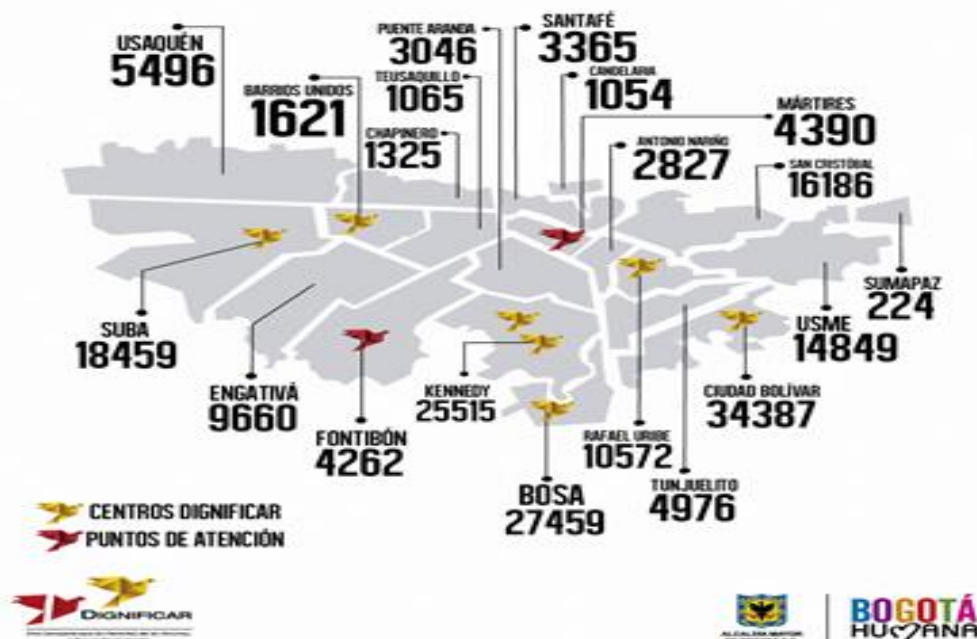 USAQUÉN
5496
BARRIOS UNIDOS
1621
PUENTE ARANDA
3046
TEUSAQUILLO
1065
CHAPINERO
1325
SANTAFÉ
3365
CANDELARIA
1054
MÁRTIRES
4390
ANTONIO NARIÑO
2827
SAN CRISTÓBAL
16186
SUMAPAZ
224
USME
14849
SUBA
18459
ENGATIVÁ
9660
FONTIBÓN
4262
KENNEDY
25515
BOSA
27459
RAFAEL URIBE
10572
TUNJUELITO
4976
CIUDAD BOLÍVAR
34387
CENTROS DIGNIFICAR
PUNTOS DE ATENCIÓN
DIGNIFICAR
ALCALDÍA MAYOR
BOGOTÁ
HUMANA